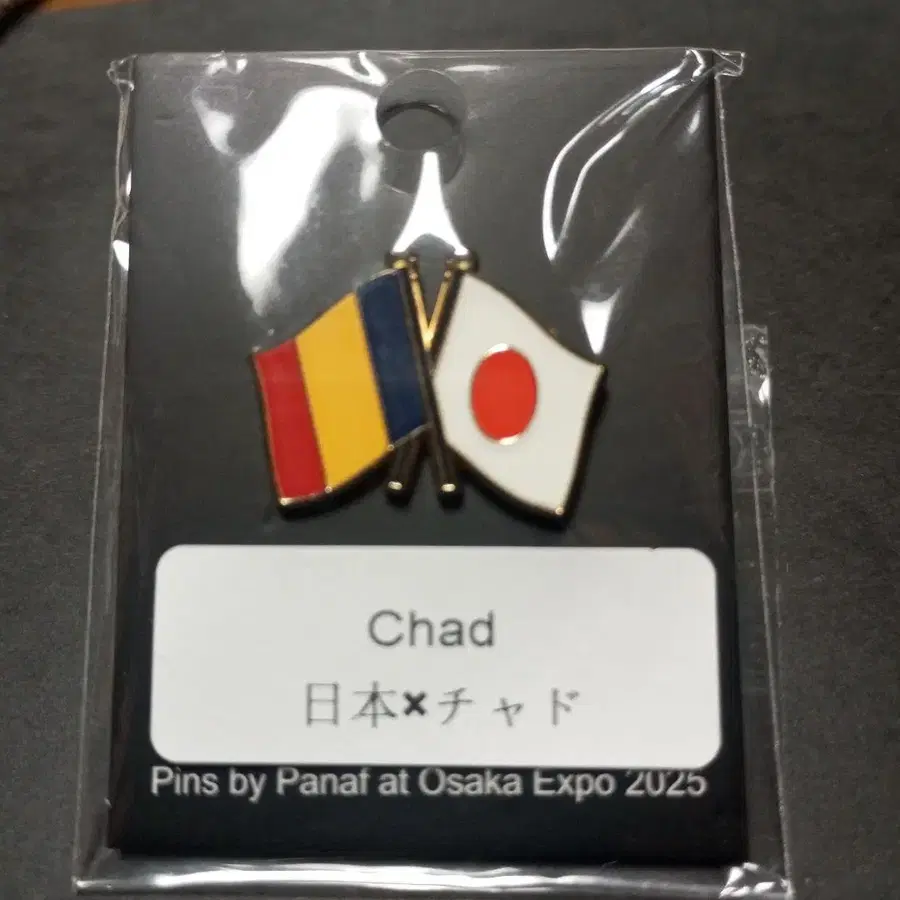 Chad
日本×チャド
Pins by Panaf at Osaka Expo 2025